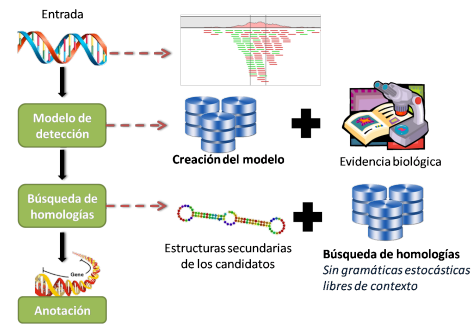 Entrada
Modelo de
detección
Creación del modelo
Evidencia biológica
Búsqueda de
homologías
Estructuras secundarias
de los candidatos
Búsqueda de homologías
Sin gramáticas estocásticas
libres de contexto
Gene
Anotación